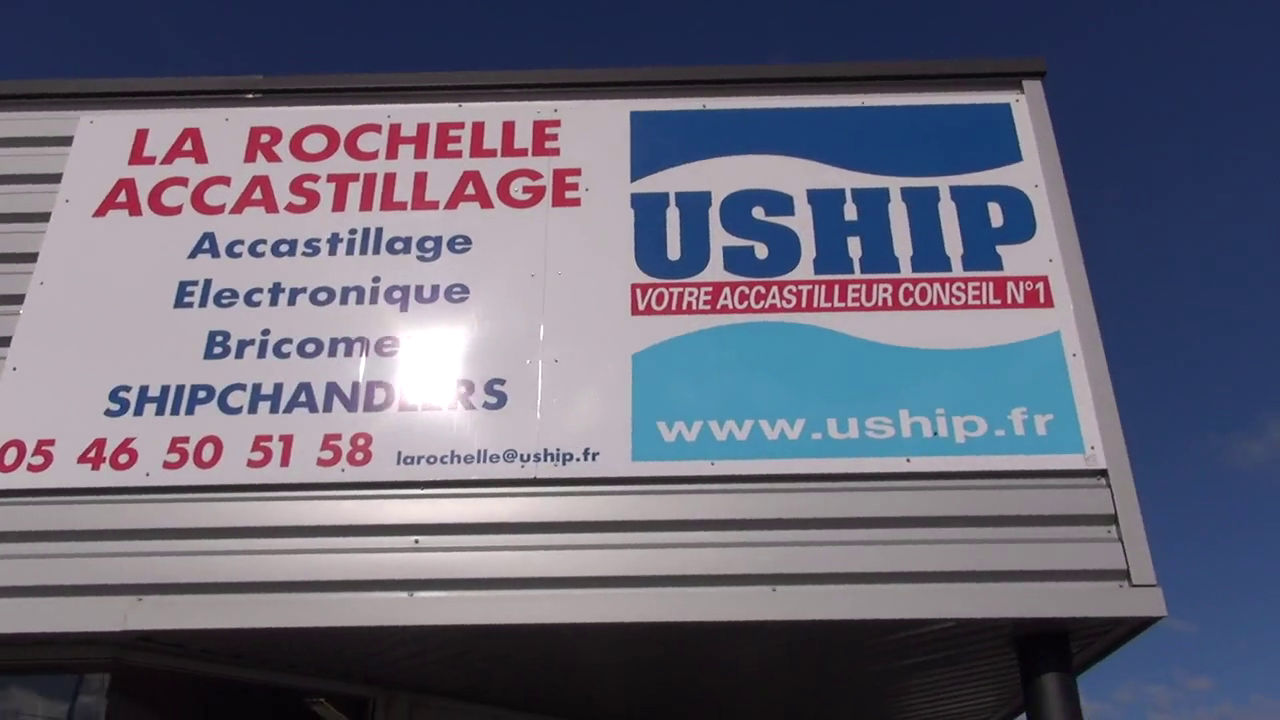 LA ROCHELLE
ACCASTILLAGE
Accastillage
Electronique
SHIPCHANDLERS
05 46 50 51 58 larochelle@uship.fr
USHIP
VOTRE ACCASTILLEUR CONSEIL N°1
www.uship.fr